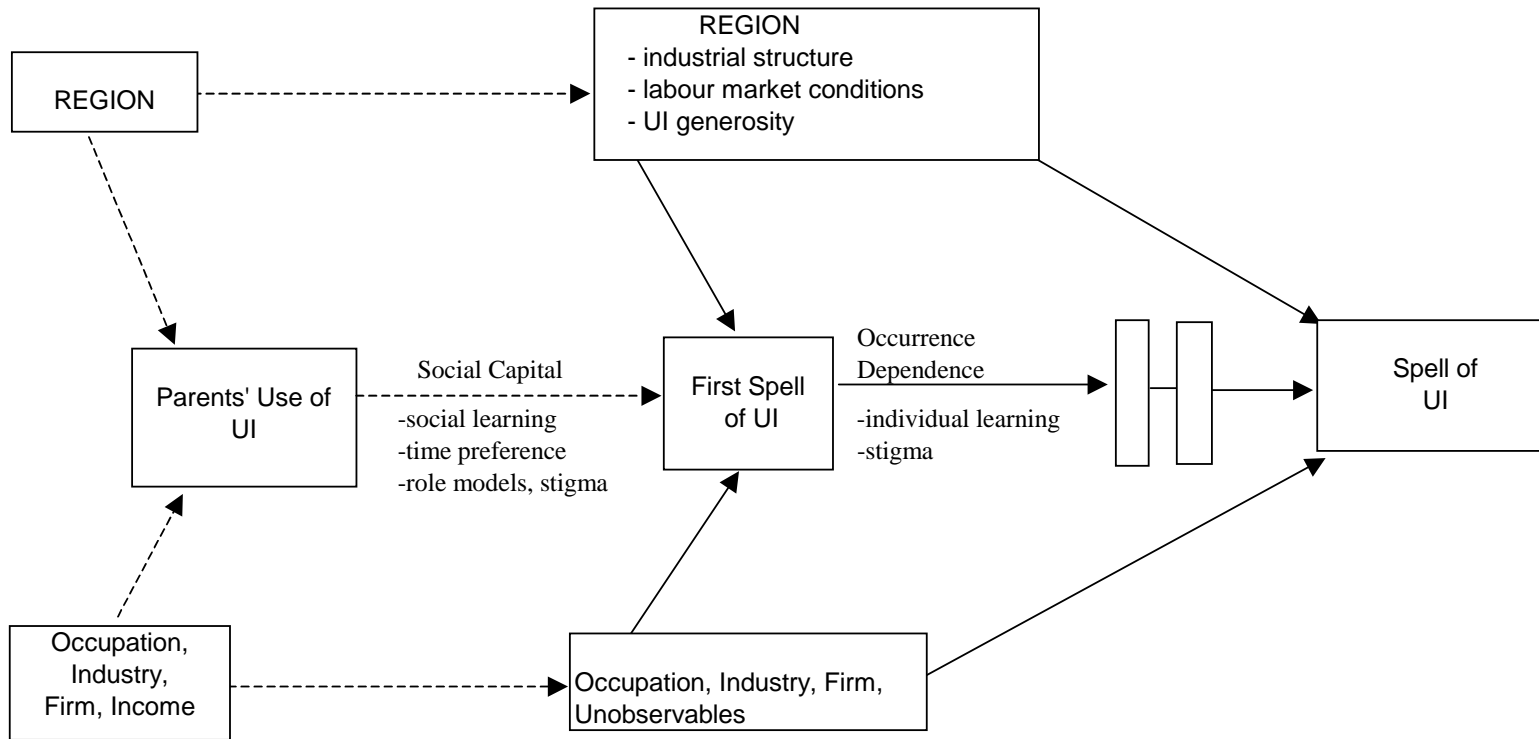 REGION
REGION
- industrial structure
- labour market conditions
- UI generosity
Parents' Use of
UI
Social Capital
-social learning
-time preference
-role models, stigma
First Spell
of UI
Occurrence
Dependence
-individual learning
-stigma
Spell of
UI
Occupation,
Industry,
Firm, Income
Occupation, Industry, Firm,
Unobservables